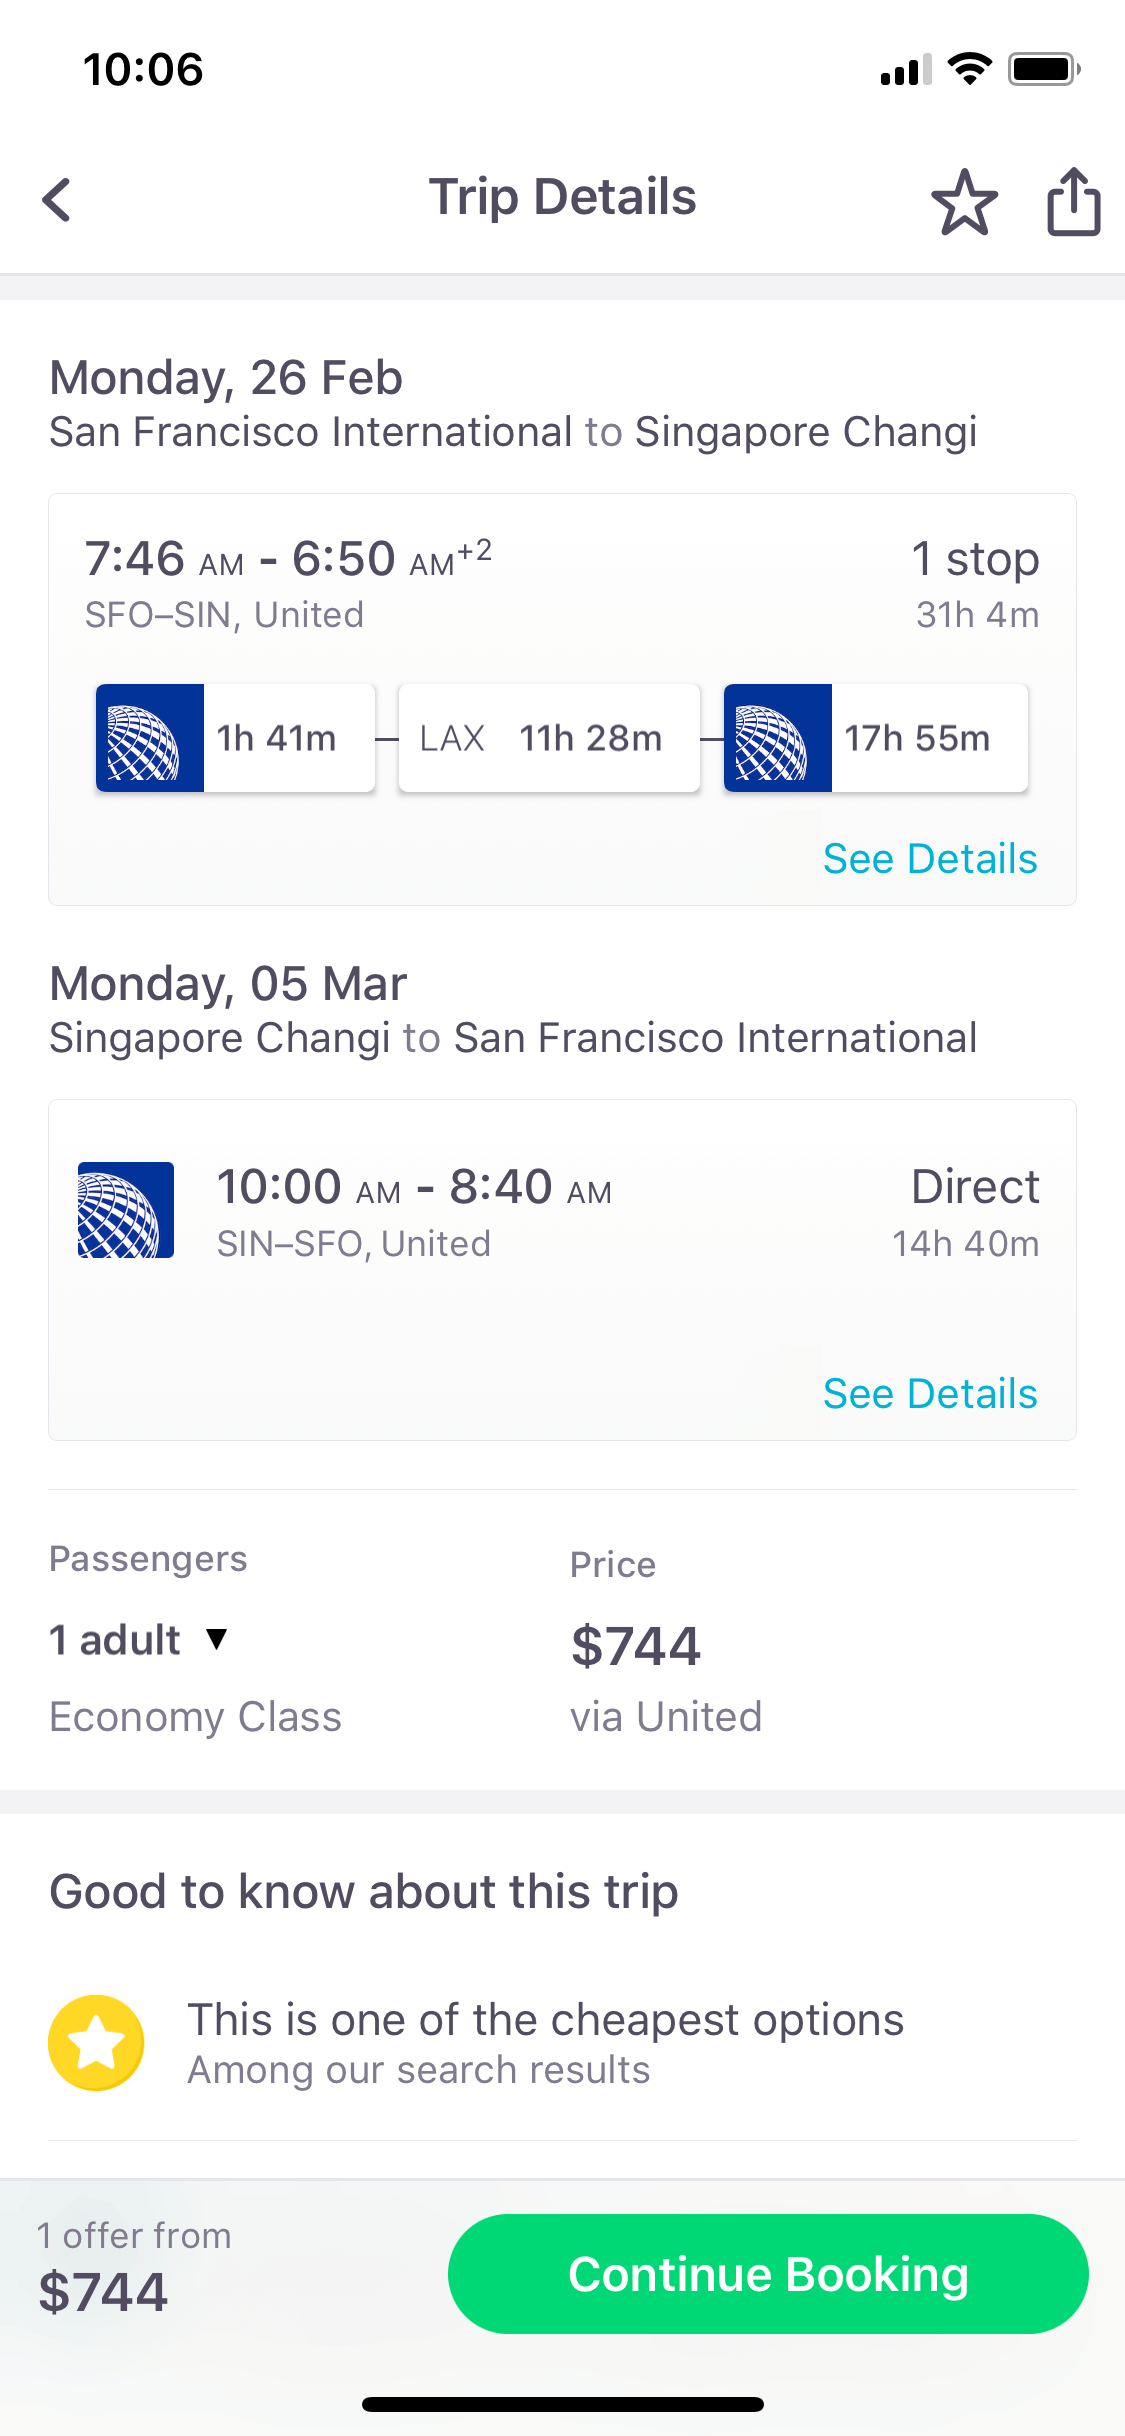 10:06
Trip Details
Monday, 26 Feb
San Francisco International to Singapore Changi
7:46 AM - 6:50 AM+2
1 stop
SFO–SIN, United
31h 4m
1h 41m
LAX 11h 28m
17h 55m
See Details
Monday, 05 Mar
Singapore Changi to San Francisco International
10:00 AM - 8:40 AM
Direct
SIN–SFO, United
14h 40m
See Details
Passengers
Price
1 adult ▼
$744
Economy Class
via United
Good to know about this trip
This is one of the cheapest options
Among our search results
1 offer from
$744
Continue Booking